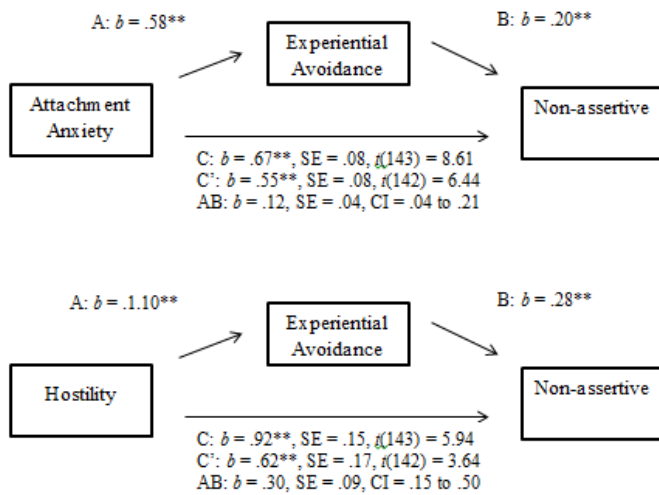 A: b = .58**
B: b = .20**
Experiential
Avoidance
Attachment
Anxiety
Non-assertive
C: b = .67**, SE = .08, t(143) = 8.61
C’: b = .55**, SE = .08, t(142) = 6.44
AB: b = .12, SE = .04, CI = .04 to .21
A: b = .1.10**
B: b = .28**
Experiential
Avoidance
Hostility
Non-assertive
C: b = .92**, SE = .15, t(143) = 5.94
C’: b = .62**, SE = .17, t(142) = 3.64
AB: b = .30, SE = .09, CI = .15 to .50